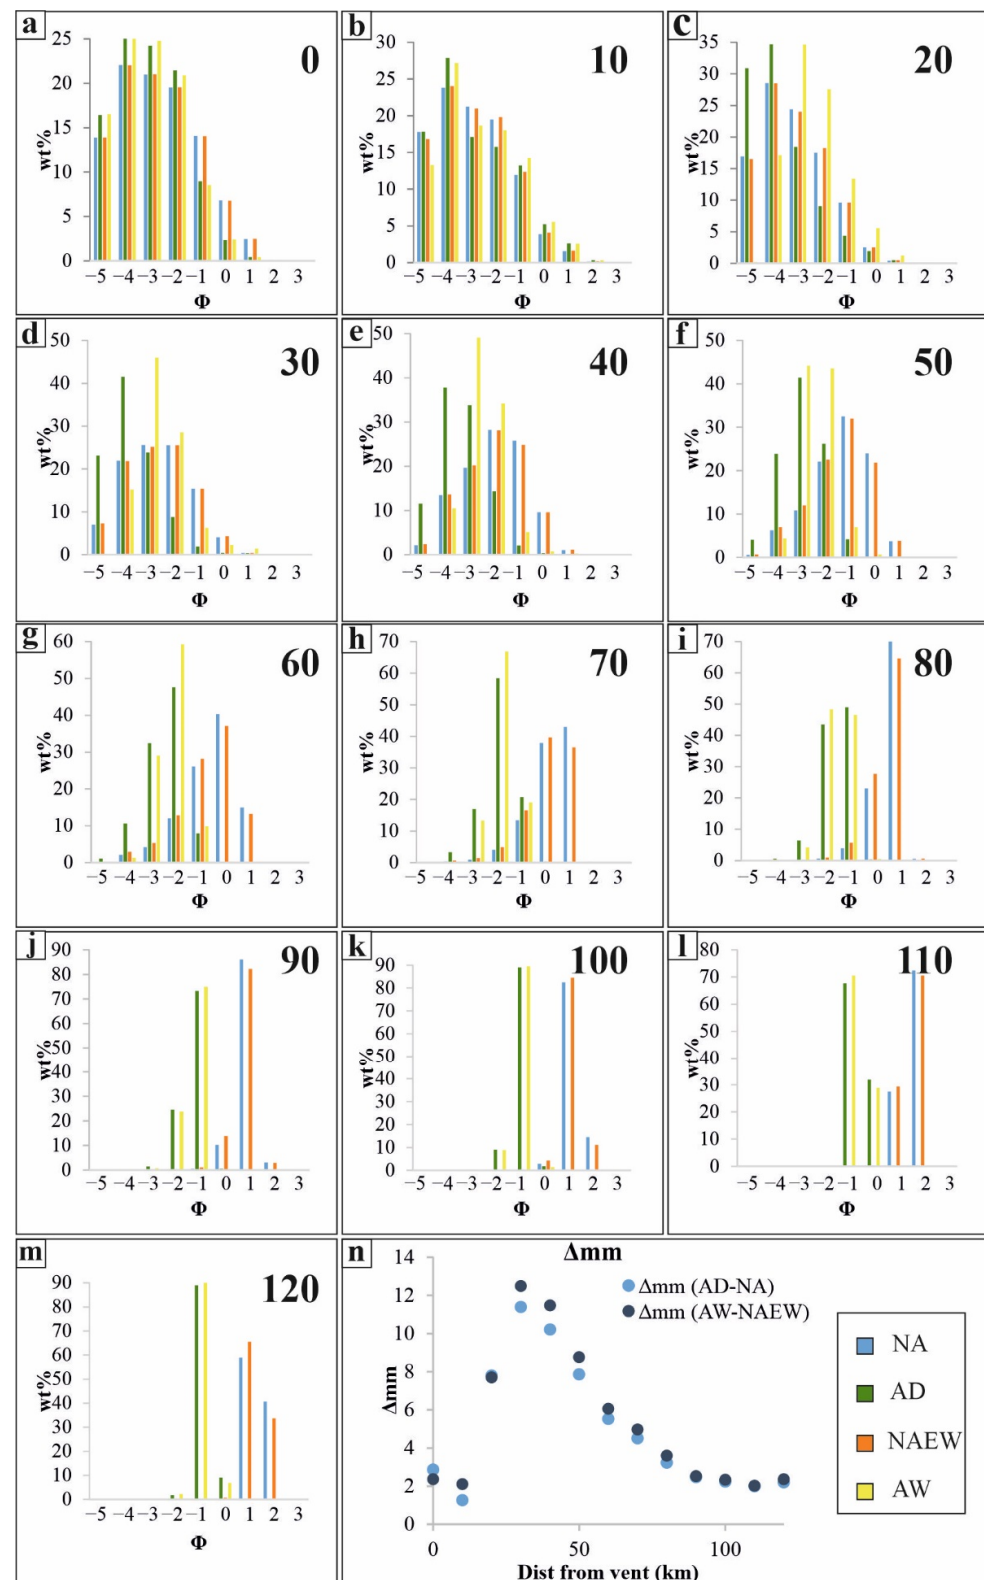 a
0
wt%
25
20
15
10
5
0
−5 −4 −3 −2 −1 0 1 2 3
Φ
b
10
wt%
30
25
20
15
10
5
0
−5 −4 −3 −2 −1 0 1 2 3
Φ
c
20
wt%
35
30
25
20
15
10
5
0
−5 −4 −3 −2 −1 0 1 2 3
Φ
d
30
wt%
50
40
30
20
10
0
−5 −4 −3 −2 −1 0 1 2 3
Φ
e
40
wt%
50
40
30
20
10
0
−5 −4 −3 −2 −1 0 1 2 3
Φ
f
50
wt%
50
40
30
20
10
0
−5 −4 −3 −2 −1 0 1 2 3
Φ
g
60
wt%
60
50
40
30
20
10
0
−5 −4 −3 −2 −1 0 1 2 3
Φ
h
70
wt%
70
60
50
40
30
20
10
0
−5 −4 −3 −2 −1 0 1 2 3
Φ
i
80
wt%
70
60
50
40
30
20
10
0
−5 −4 −3 −2 −1 0 1 2 3
Φ
j
90
wt%
90
80
70
60
50
40
30
20
10
0
−5 −4 −3 −2 −1 0 1 2 3
Φ
k
100
wt%
90
80
70
60
50
40
30
20
10
0
−5 −4 −3 −2 −1 0 1 2 3
Φ
l
110
wt%
80
70
60
50
40
30
20
10
0
−5 −4 −3 −2 −1 0 1 2 3
Φ
m
120
wt%
90
80
70
60
50
40
30
20
10
0
−5 −4 −3 −2 −1 0 1 2 3
Φ
n
Δmm
Δmm (AD-NA)
Δmm (AW-NAEW)
Δmm
14
12
10
8
6
4
2
0
0 50 100
Dist from vent (km)
NA
AD
NAEW
AW